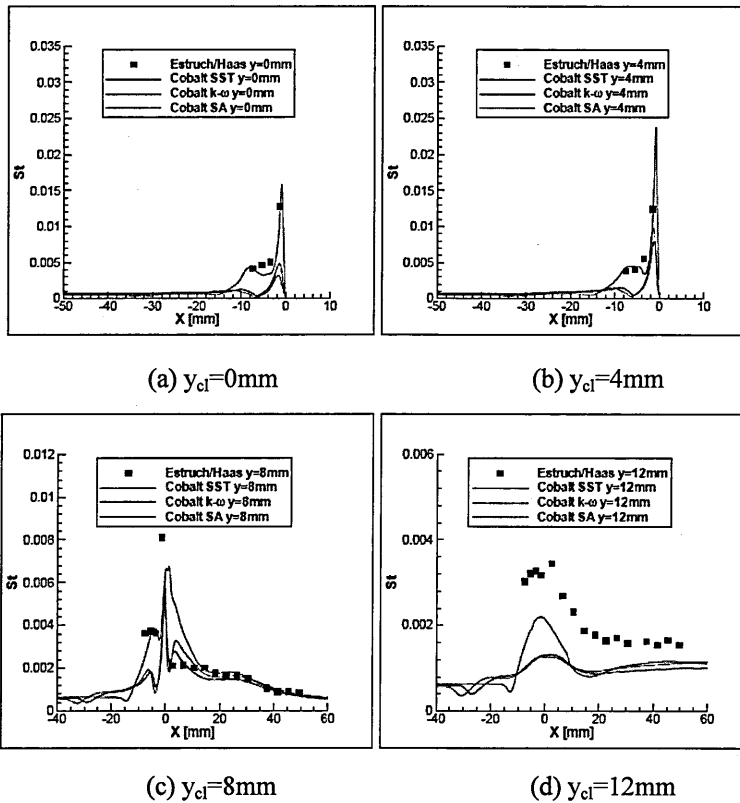 0.035
0.03
0.025
0.02
0.015
0.01
0.005
0
St
Estruch/Haas y=0mm
Cobalt SST y=0mm
Cobalt k-ω y=0mm
Cobalt SA y=0mm
-50 -40 -30 -20 -10 0 10
X [mm]
(a) ycl=0mm
0.035
0.03
0.025
0.02
0.015
0.01
0.005
0
St
Estruch/Haas y=4mm
Cobalt SST y=4mm
Cobalt k-ω y=4mm
Cobalt SA y=4mm
-50 -40 -30 -20 -10 0 10
X [mm]
(b) ycl=4mm
0.012
0.01
0.008
0.006
0.004
0.002
0
St
Estruch/Haas y=8mm
Cobalt SST y=8mm
Cobalt k-ω y=8mm
Cobalt SA y=8mm
-40 -20 0 20 40 60
X [mm]
(c) ycl=8mm
0.006
0.004
0.002
0
St
Estruch/Haas y=12mm
Cobalt SST y=12mm
Cobalt k-ω y=12mm
Cobalt SA y=12mm
-40 -20 0 20 40 60
X [mm]
(d) ycl=12mm